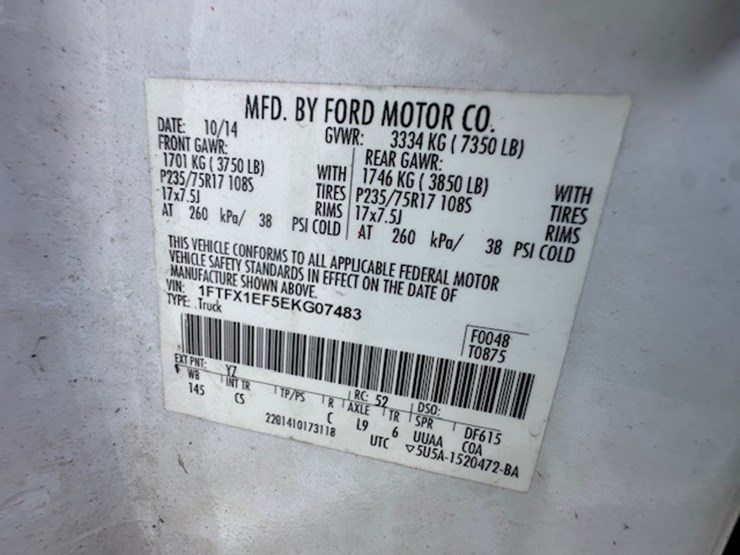 MFD. BY FORD MOTOR CO.
DATE: 10/14 GVWR: 3334 KG ( 7350 LB)
FRONT GAWR: REAR GAWR:
1701 KG ( 3750 LB) WITH 1746 KG ( 3850 LB) WITH
P235/75R17 108S TIRES P235/75R17 108S TIRES
17x7.5J RIMS 17x7.5J RIMS
AT 260 kPa/ 38 PSI COLD AT 260 kPa/ 38 PSI COLD
THIS VEHICLE CONFORMS TO ALL APPLICABLE FEDERAL MOTOR
VEHICLE SAFETY STANDARDS IN EFFECT ON THE DATE OF
MANUFACTURE SHOWN ABOVE.
VIN: 1FTFX1EF5EKG07483
TYPE: Truck
F0048
T0875
EXT PNT: YZ RC: 52 DSO:
WB INT TR TP/PS R AXLE TR SPR DF615
145 CS C L9 6 UUAA COA
2201410173118 UTC ▽5U5A-1520472-BA